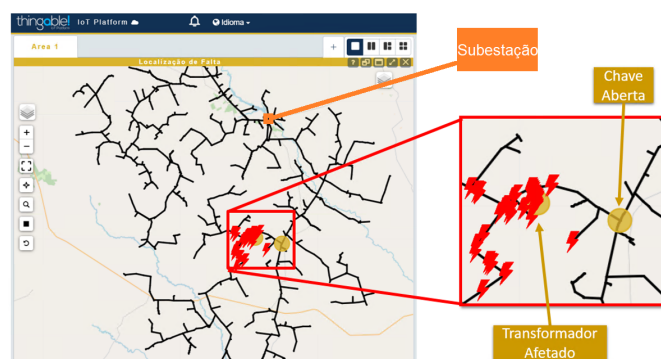 thingable! IoT Platform
Idioma
Area 1
+
Localização de Falta
?
+
−
Subestação
Chave
Aberta
Transformador
Afetado